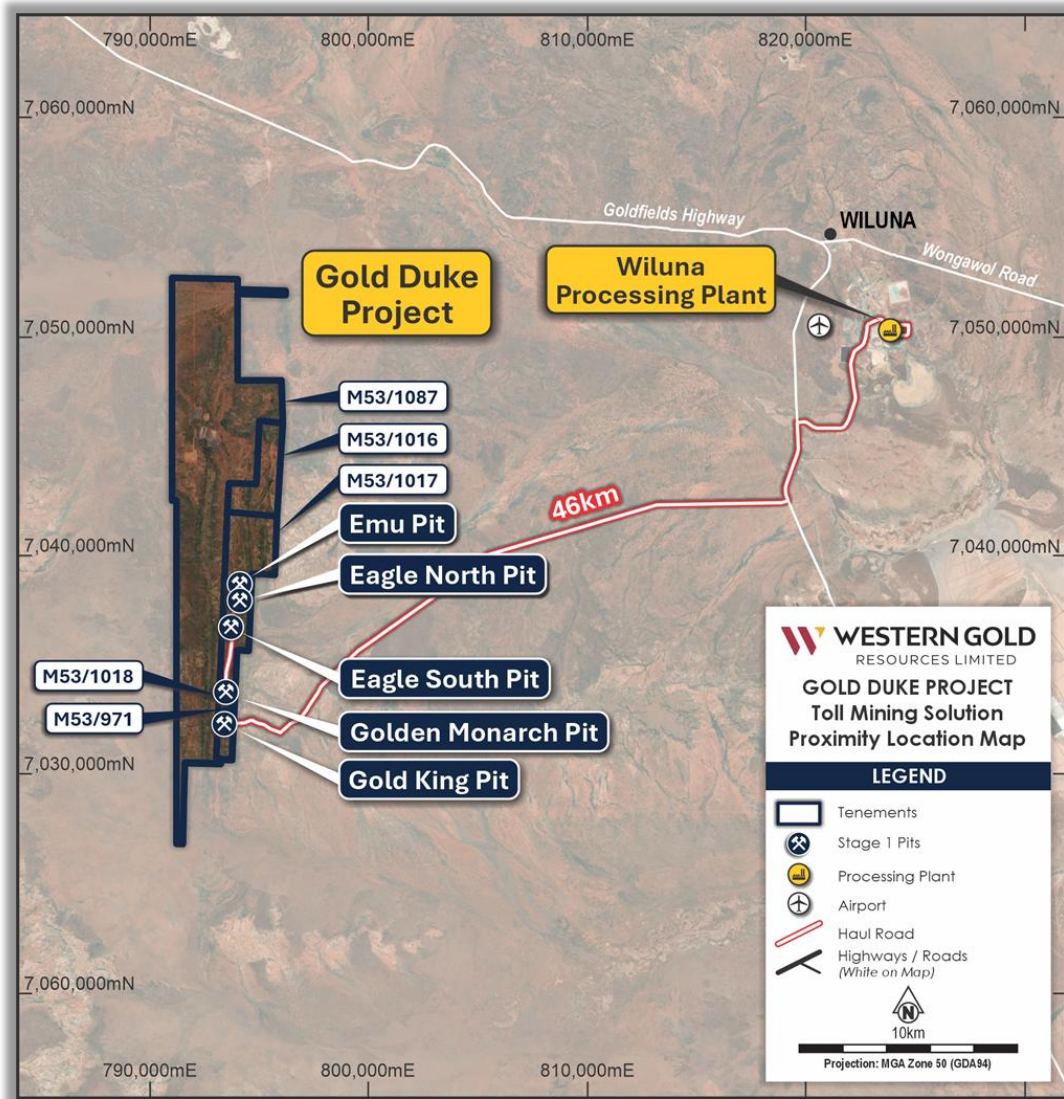 790,000mE
800,000mE
810,000mE
820,000mE
7,060,000mN
7,060,000mN
Goldfields Highway
WILUNA
Wongawol Road
Gold Duke
Project
Wiluna
Processing Plant
7,050,000mN
7,050,000mN
M53/1087
M53/1016
M53/1017
46km
Emu Pit
7,040,000mN
7,040,000mN
Eagle North Pit
M53/1018
Eagle South Pit
M53/971
Golden Monarch Pit
7,030,000mN
Gold King Pit
WESTERN GOLD
RESOURCES LIMITED
GOLD DUKE PROJECT
Toll Mining Solution
Proximity Location Map
LEGEND
Tenements
Stage 1 Pits
Processing Plant
Airport
Haul Road
Highways / Roads
(White on Map)
N
10km
Projection: MGA Zone 50 (GDA94)
7,060,000mN
790,000mE
800,000mE
810,000mE